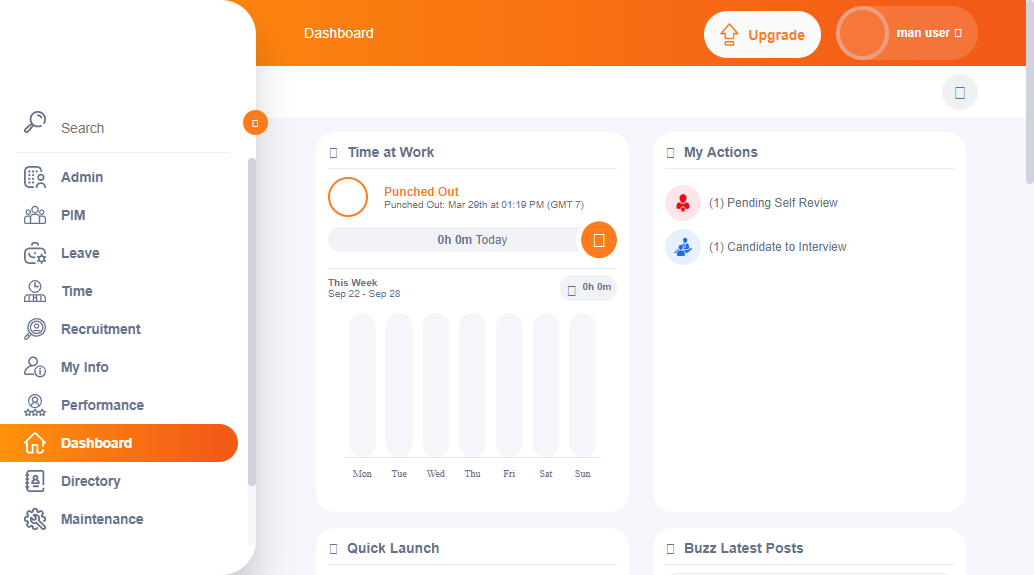 Dashboard
Upgrade
man user
Search
Admin
PIM
Leave
Time
Recruitment
My Info
Performance
Dashboard
Directory
Maintenance
Time at Work
Punched Out
Punched Out: Mar 29th at 01:19 PM (GMT 7)
0h 0m Today
This Week
Sep 22 - Sep 28
0h 0m
Mon Tue Wed Thu Fri Sat Sun
My Actions
(1) Pending Self Review
(1) Candidate to Interview
Quick Launch
Buzz Latest Posts